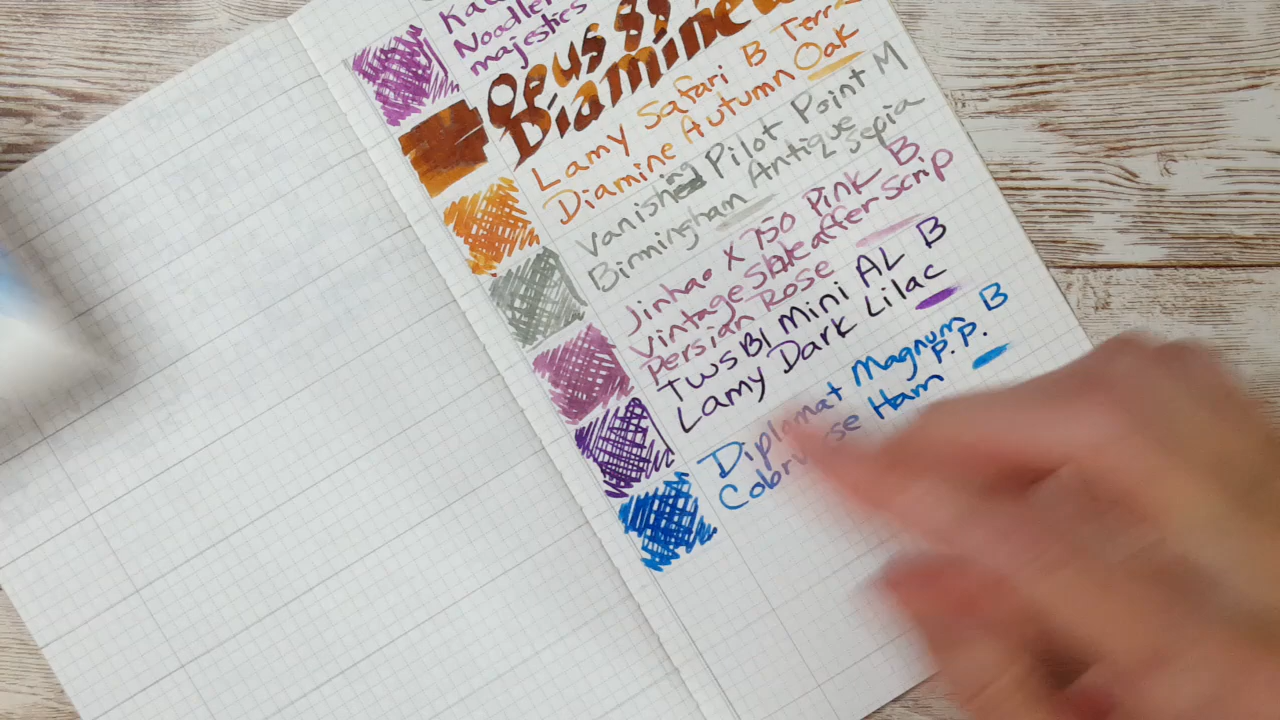 Noodler
majestics
Opus 88
Diamine
Lamy Safari B Terra
Diamine Autumn Oak
Vanishing Pilot Point M
Birmingham Antique Sepia
Jinhao X750 Pink B
Vintage Sheaffer Scrip
Persian Rose
TWSBI Mini AL B
Lamy Dark Lilac
Diplomat Magnum B
P.P.
Ham